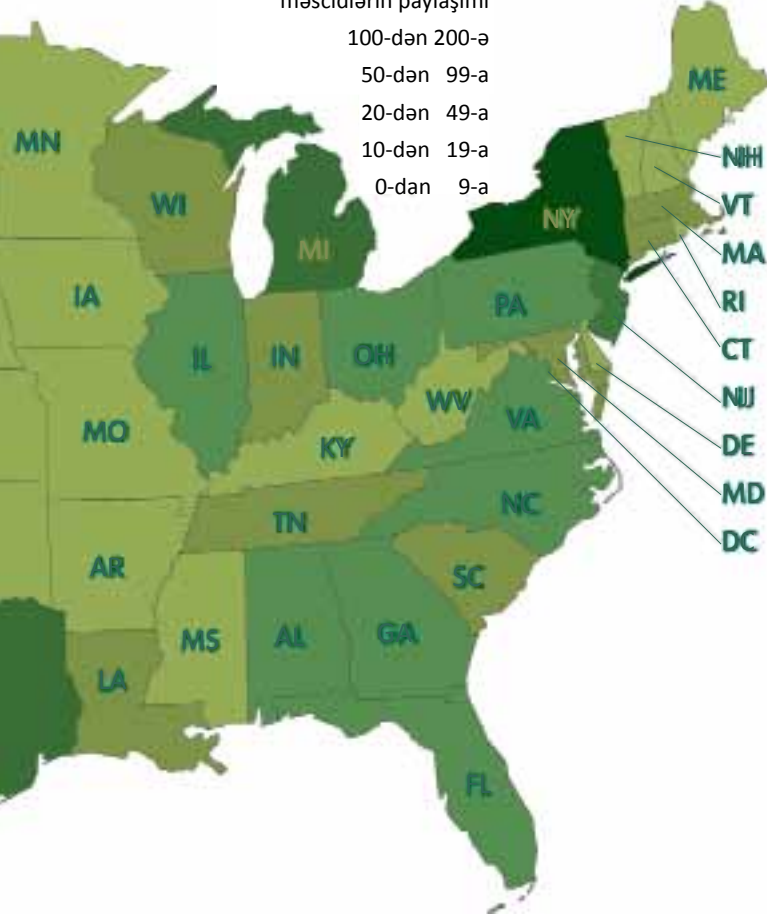 məscidlərin paylaşımı
100-dən 200-ə
50-dən 99-a
20-dən 49-a
10-dən 19-a
0-dan 9-a
ME
MN
NH
WI
VT
NY
MI
MA
IA
PA
RI
IL
IN
OH
CT
NJ
WV
MO
VA
KY
DE
MD
NC
TN
DC
AR
SC
MS
AL
GA
LA
FL